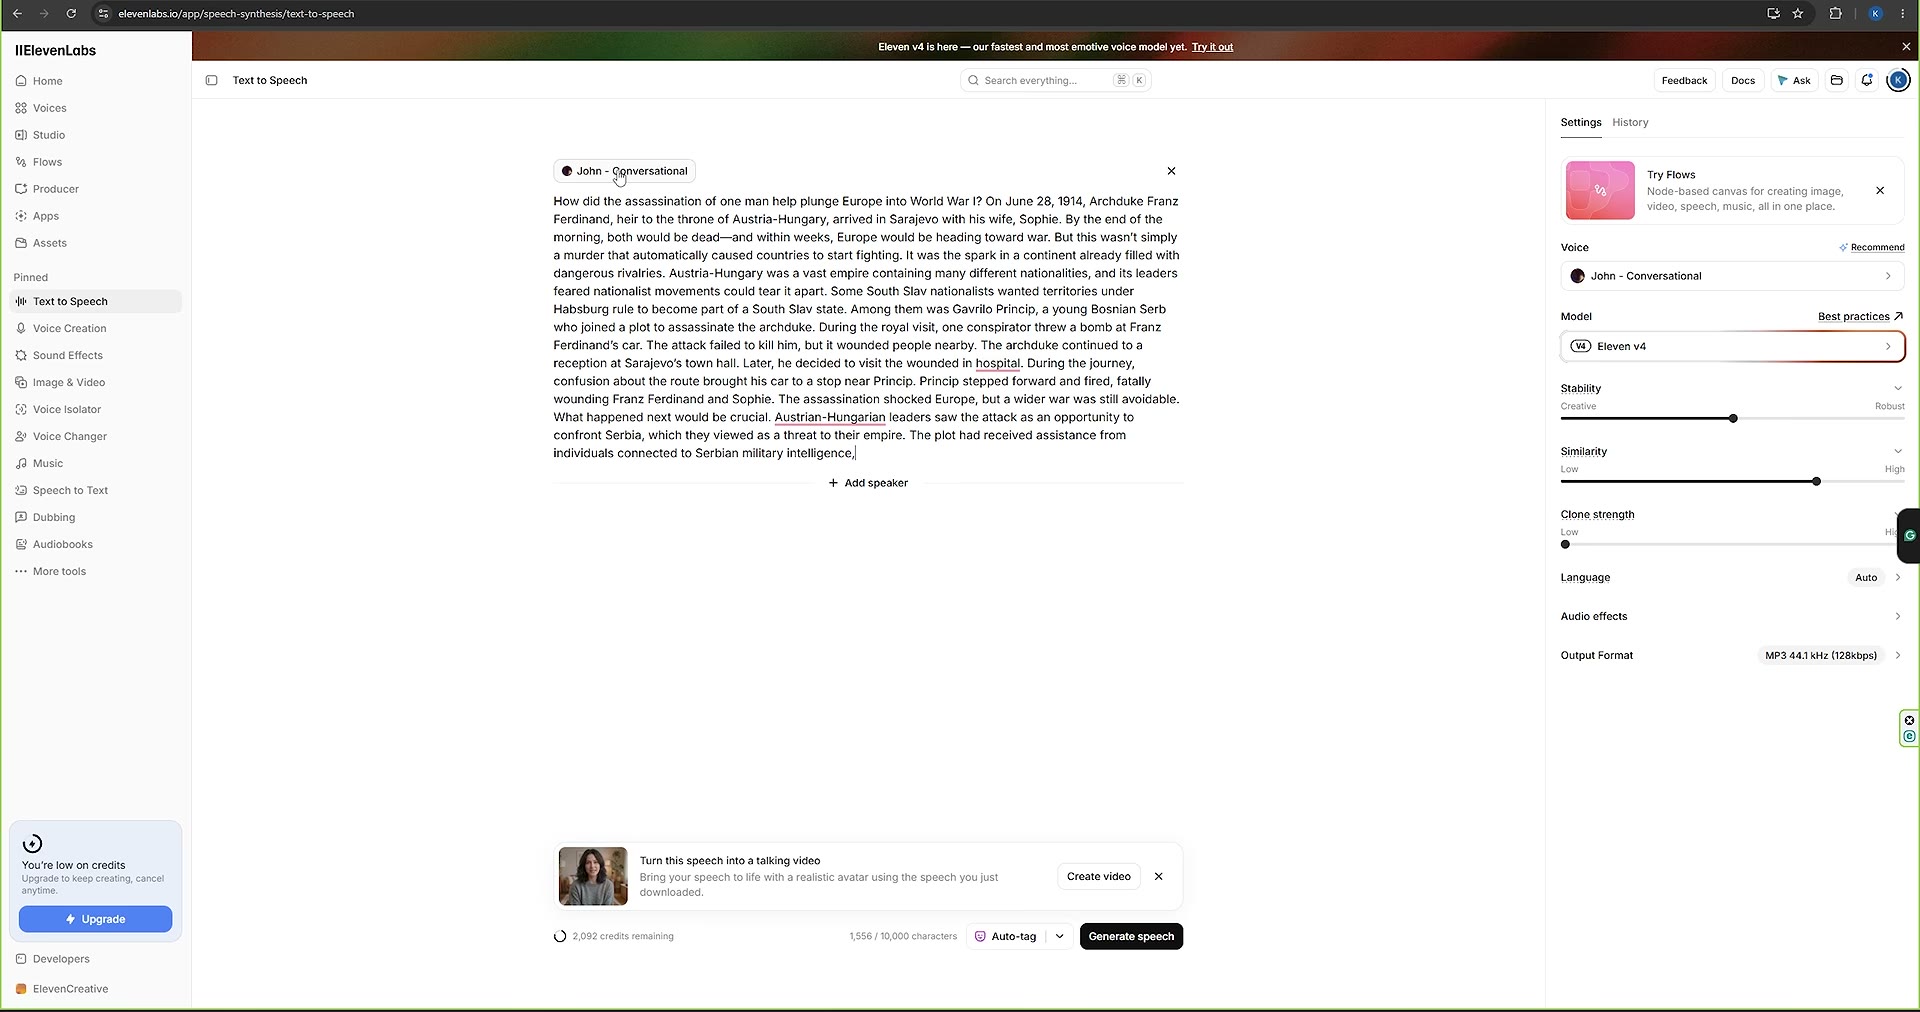 elevenlabs.io/app/speech-synthesis/text-to-speech
K
Eleven v4 is here — our fastest and most emotive voice model yet. Try it out
IIElevenLabs
Home
Voices
Studio
Flows
Producer
Apps
Assets
Pinned
Text to Speech
Voice Creation
Sound Effects
Image & Video
Voice Isolator
Voice Changer
Music
Speech to Text
Dubbing
Audiobooks
More tools
You're low on credits
Upgrade to keep creating, cancel
anytime.
Upgrade
Developers
ElevenCreative
Text to Speech
Search everything... ⌘ K
Feedback
Docs
Ask
K
John - Conversational
How did the assassination of one man help plunge Europe into World War I? On June 28, 1914, Archduke Franz
Ferdinand, heir to the throne of Austria-Hungary, arrived in Sarajevo with his wife, Sophie. By the end of the
morning, both would be dead—and within weeks, Europe would be heading toward war. But this wasn't simply
a murder that automatically caused countries to start fighting. It was the spark in a continent already filled with
dangerous rivalries. Austria-Hungary was a vast empire containing many different nationalities, and its leaders
feared nationalist movements could tear it apart. Some South Slav nationalists wanted territories under
Habsburg rule to become part of a South Slav state. Among them was Gavrilo Princip, a young Bosnian Serb
who joined a plot to assassinate the archduke. During the royal visit, one conspirator threw a bomb at Franz
Ferdinand's car. The attack failed to kill him, but it wounded people nearby. The archduke continued to a
reception at Sarajevo's town hall. Later, he decided to visit the wounded in hospital. During the journey,
confusion about the route brought his car to a stop near Princip. Princip stepped forward and fired, fatally
wounding Franz Ferdinand and Sophie. The assassination shocked Europe, but a wider war was still avoidable.
What happened next would be crucial. Austrian-Hungarian leaders saw the attack as an opportunity to
confront Serbia, which they viewed as a threat to their empire. The plot had received assistance from
individuals connected to Serbian military intelligence,
+ Add speaker
Turn this speech into a talking video
Bring your speech to life with a realistic avatar using the speech you just
downloaded.
Create video
2,092 credits remaining
1,556 / 10,000 characters
Auto-tag
Generate speech
Settings
History
Try Flows
Node-based canvas for creating image,
video, speech, music, all in one place.
Voice
Recommend
John - Conversational
Model
Best practices
V4 Eleven v4
Stability
Creative
Robust
Similarity
Low
High
Clone strength
Low
Language
Auto
Audio effects
Output Format
MP3 44.1 kHz (128kbps)